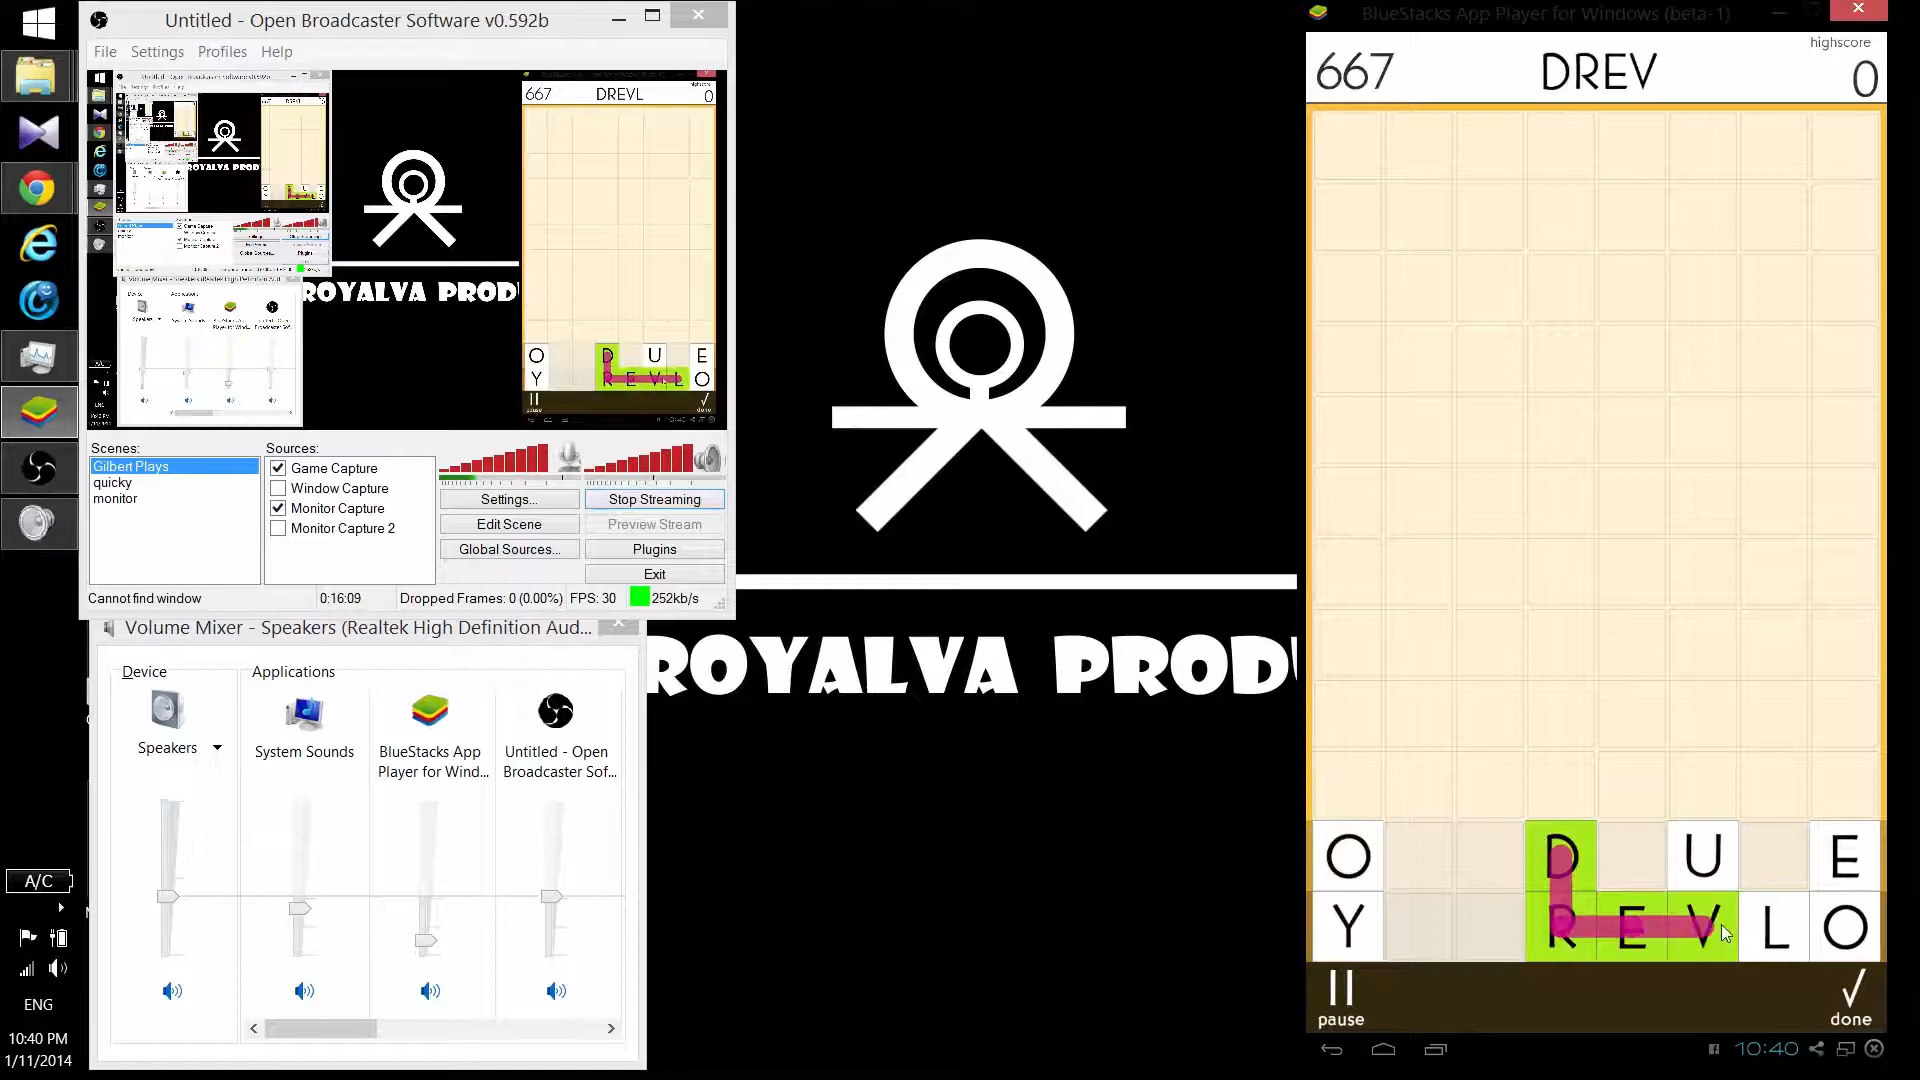 Untitled - Open Broadcaster Software v0.592b
File Settings Profiles Help
667 DREVL
highscore
0
ROYALVA PROD
O D U E
Y R E V L O
pause
done
Scenes:
Gilbert Plays
quicky
monitor
Sources:
Game Capture
Window Capture
Monitor Capture
Monitor Capture 2
Settings...
Stop Streaming
Edit Scene
Preview Stream
Global Sources...
Plugins
Exit
Cannot find window
0:16:09
Dropped Frames: 0 (0.00%)
FPS: 30
252kb/s
Volume Mixer - Speakers (Realtek High Definition Aud...
Device
Applications
Speakers
System Sounds
BlueStacks App
Player for Wind...
Untitled - Open
Broadcaster Sof...
ROYALVA PROD
BlueStacks App Player for Windows (beta-1)
667
DREV
highscore
0
O D U E
Y R E V L O
pause
done
10:40
A/C
ENG
10:40 PM
1/11/2014